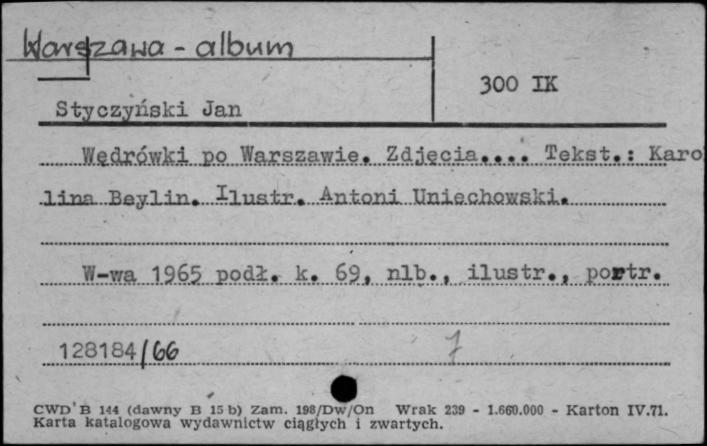 Warszawa - album
300 IK
Styczyński Jan
Wędrówki po Warszawie. Zdjęcia.... Tekst.: Karo
lina Beylin. Ilustr. Antoni Uniechowski.
W-wa 1965 podł. k. 69, nlb., ilustr., portr.
128184/66 7
CWD B 144 (dawny B 15 b) Zam. 198/Dw/On Wrak 239 - 1.660.000 - Karton IV.71.
Karta katalogowa wydawnictw ciągłych i zwartych.